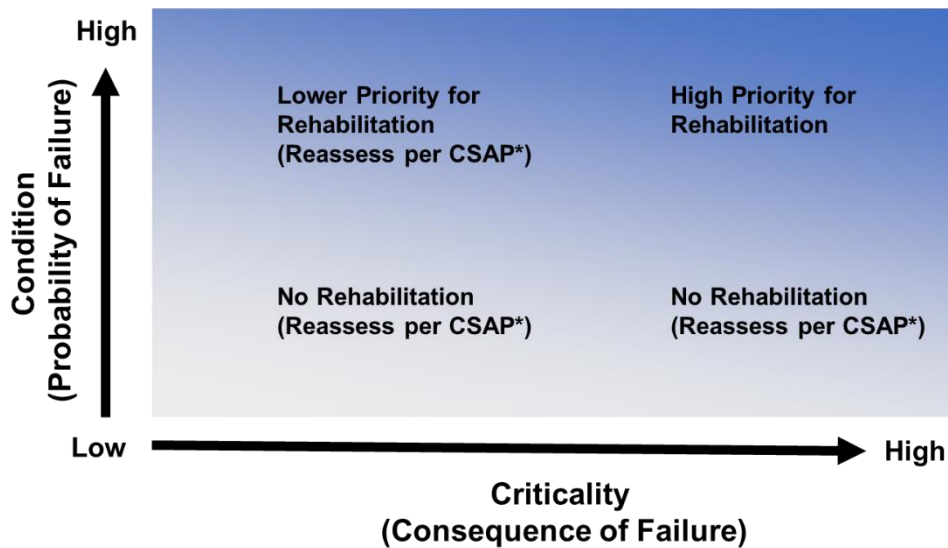 High
Lower Priority for
Rehabilitation
(Reassess per CSAP*)
High Priority for
Rehabilitation
Condition
(Probability of Failure)
No Rehabilitation
(Reassess per CSAP*)
No Rehabilitation
(Reassess per CSAP*)
Low
High
Criticality
(Consequence of Failure)